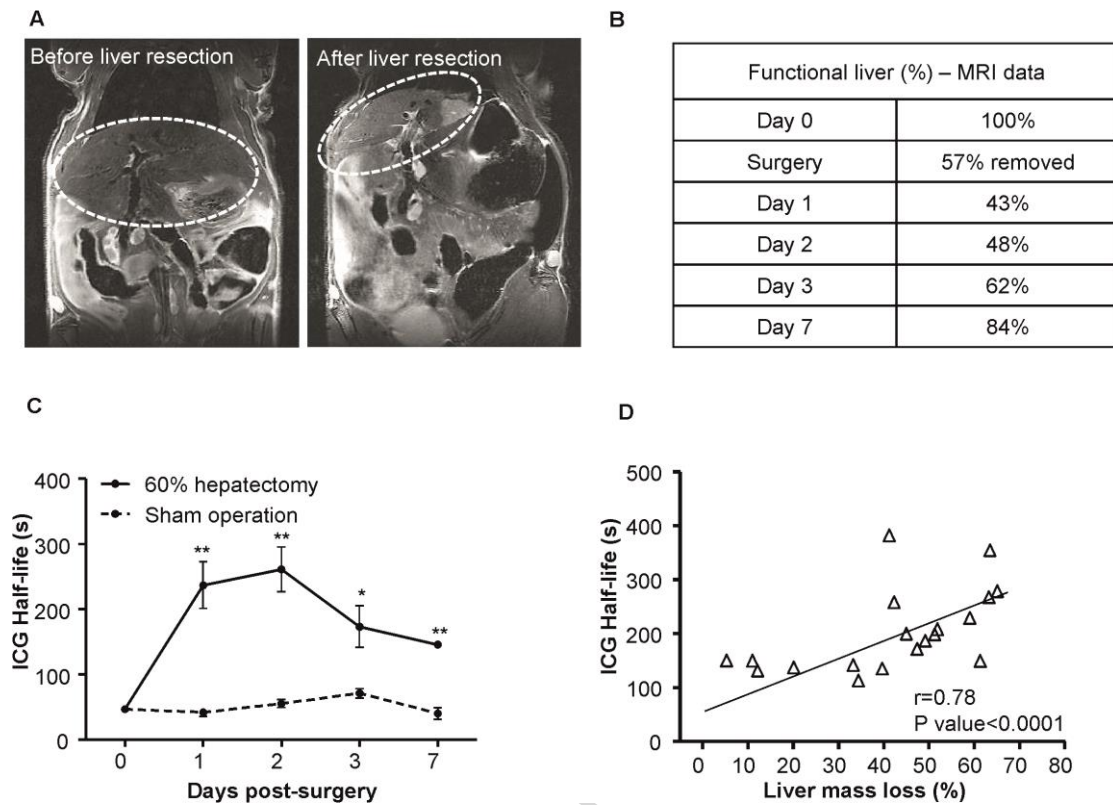 A
Before liver resection
After liver resection
B
Functional liver (%) – MRI data
Day 0 100%
Surgery 57% removed
Day 1 43%
Day 2 48%
Day 3 62%
Day 7 84%
C
ICG Half-life (s)
400
300
200
100
0
60% hepatectomy
Sham operation
**
**
*
**
0 1 2 3 7
Days post-surgery
D
ICG Half-life (s)
500
400
300
200
100
0
r=0.78
P value<0.0001
0 10 20 30 40 50 60 70 80
Liver mass loss (%)